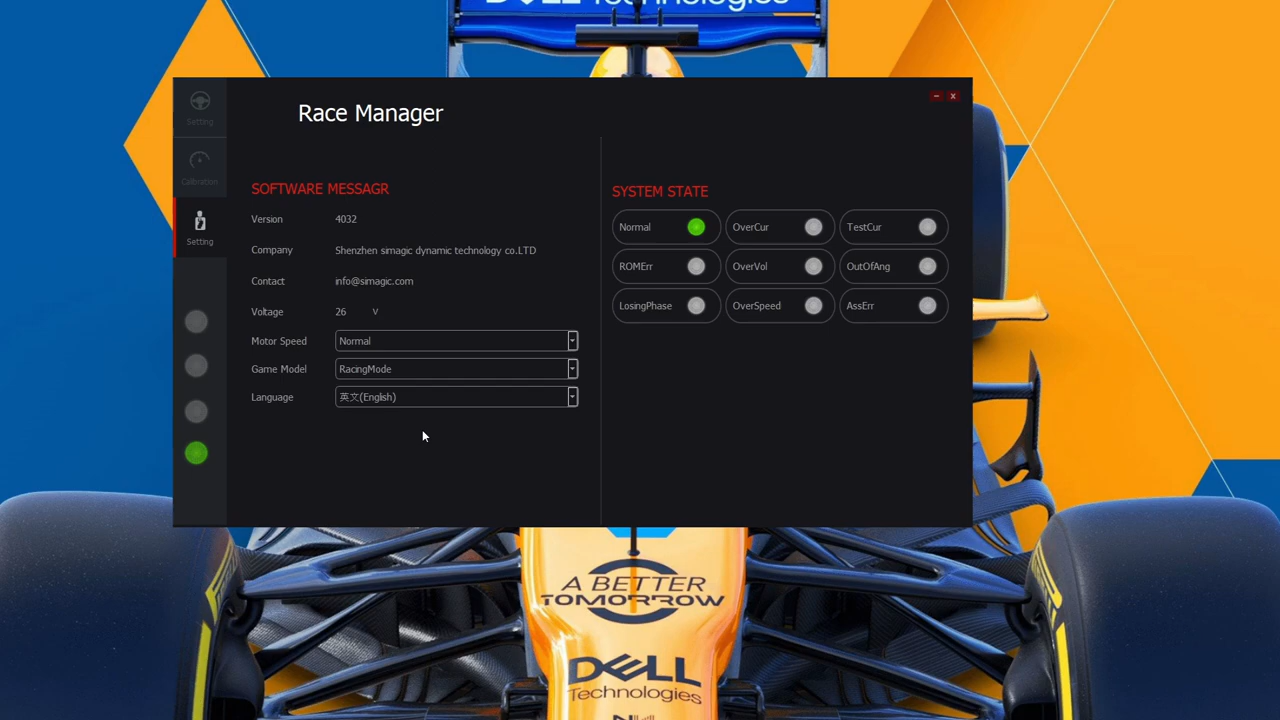 DELL Technologies
Race Manager
Setting
Calibration
Setting
SOFTWARE MESSAGR
Version 4032
Company Shenzhen simagic dynamic technology co.LTD
Contact info@simagic.com
Voltage 26 V
Motor Speed Normal
Game Model RacingMode
Language 英文(English)
SYSTEM STATE
Normal OverCur TestCur
ROMErr OverVol OutOfAng
LosingPhase OverSpeed AssErr
A BETTER
TOMORROW
DELL
Technologies